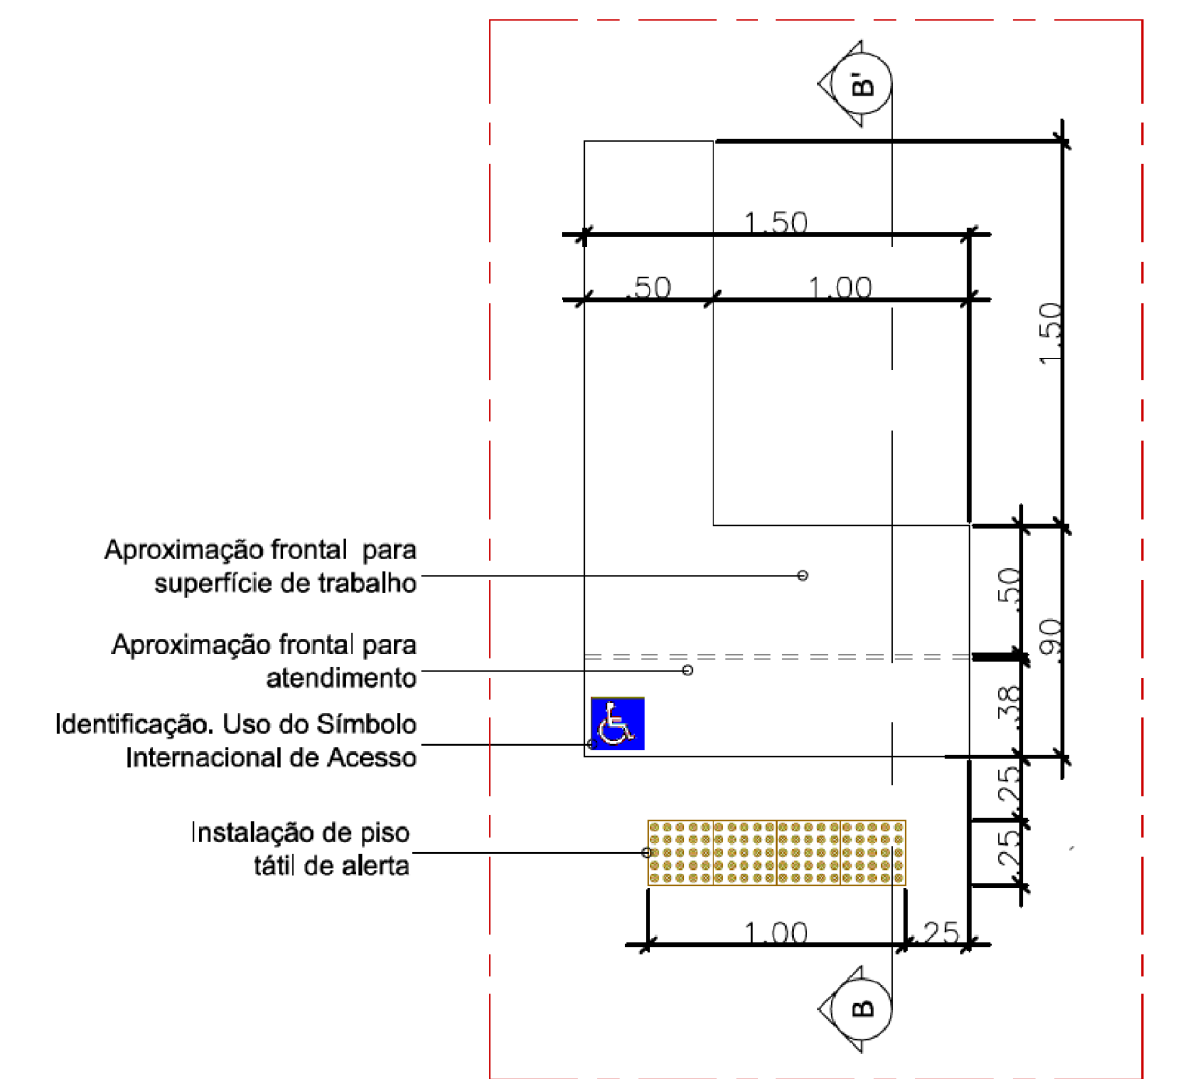 B'
1.50
.50
1.00
1.50
Aproximação frontal para
superfície de trabalho
.50
.90
Aproximação frontal para
atendimento
.38
Identificação. Uso do Símbolo
Internacional de Acesso
.25
Instalação de piso
tátil de alerta
.25
1.00
.25
B